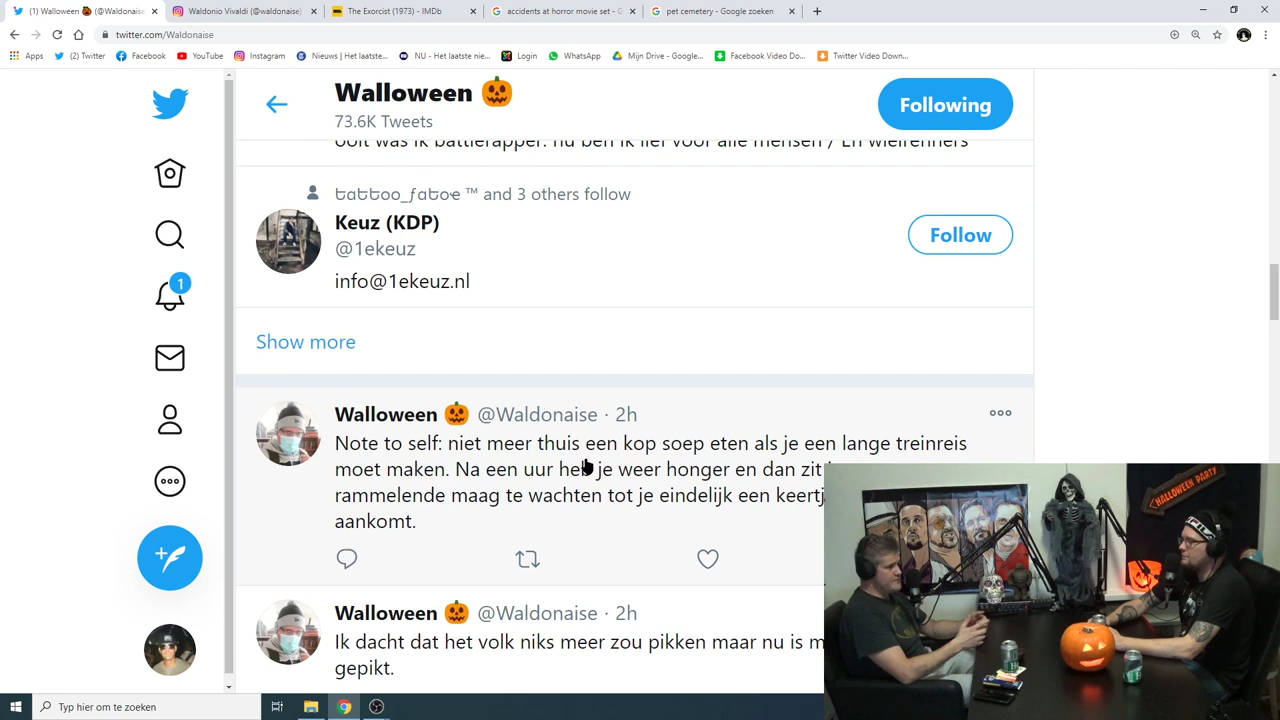 (1) Walloween 🎃 (@Waldonaise
Waldonio Vivaldi (@waldonaise)
The Exorcist (1973) - IMDb
accidents at horror movie set - G
pet cemetery - Google zoeken
twitter.com/Waldonaise
Apps
(2) Twitter
Facebook
YouTube
Instagram
Nieuws | Het laatste...
NU - Het laatste nie...
Login
WhatsApp
Mijn Drive - Google...
Facebook Video Do...
Twitter Video Down...
Walloween 🎃
73.6K Tweets
Following
ooit was ik battlerapper. nu ben ik lief voor alle mensen / En wielrenners
ҽαҽҽoo_ƒαҽoҽ ™ and 3 others follow
Keuz (KDP)
@1ekeuz
Follow
info@1ekeuz.nl
Show more
1
Walloween 🎃 @Waldonaise · 2h
Note to self: niet meer thuis een kop soep eten als je een lange treinreis
moet maken. Na een uur heb je weer honger en dan zit
rammelende maag te wachten tot je eindelijk een keertj
aankomt.
Walloween 🎃 @Waldonaise · 2h
Ik dacht dat het volk niks meer zou pikken maar nu is m
gepikt.
HALLOWEEN PARTY
Typ hier om te zoeken